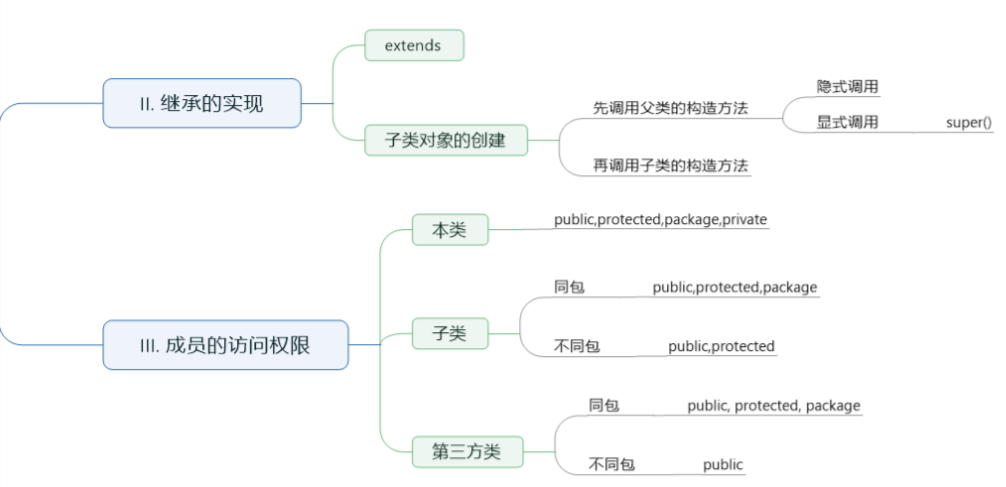 II. 继承的实现
extends
子类对象的创建
先调用父类的构造方法
隐式调用
显式调用
super()
再调用子类的构造方法
III. 成员的访问权限
本类
public,protected,package,private
子类
同包
public,protected,package
不同包
public,protected
第三方类
同包
public, protected, package
不同包
public